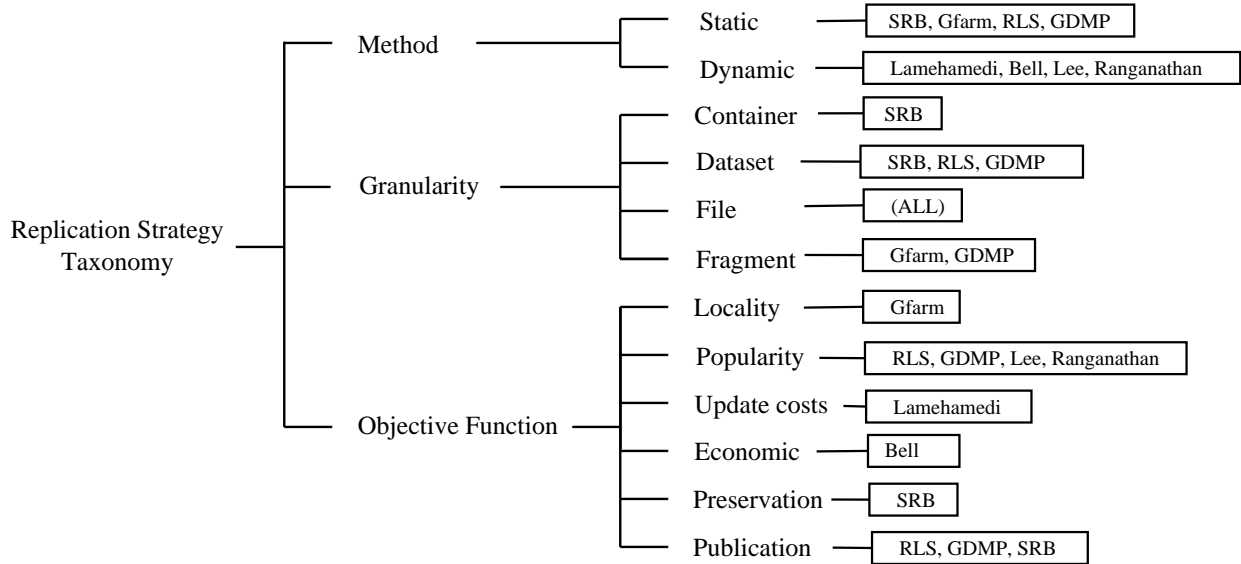 Replication Strategy
Taxonomy
Method
Static
SRB, Gfarm, RLS, GDMP
Dynamic
Lamehamedi, Bell, Lee, Ranganathan
Granularity
Container
SRB
Dataset
SRB, RLS, GDMP
File
(ALL)
Fragment
Gfarm, GDMP
Objective Function
Locality
Gfarm
Popularity
RLS, GDMP, Lee, Ranganathan
Update costs
Lamehamedi
Economic
Bell
Preservation
SRB
Publication
RLS, GDMP, SRB